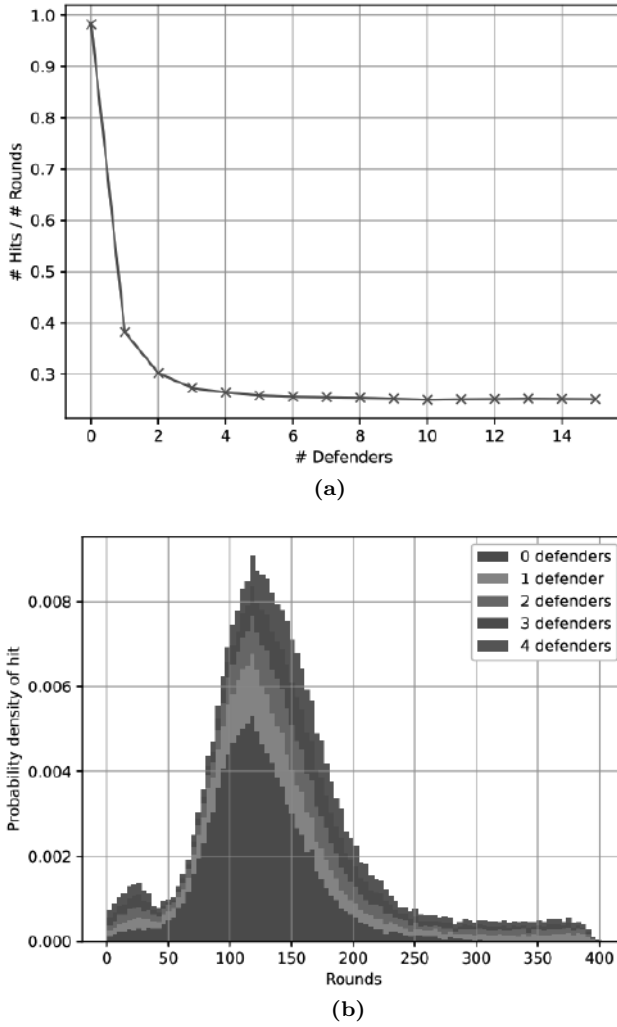 1.0
0.9
0.8
0.7
0.6
0.5
0.4
0.3
# Hits / # Rounds
0 2 4 6 8 10 12 14
# Defenders
(a)
0.008
0.006
0.004
0.002
0.000
Probability density of hit
0 defenders
1 defender
2 defenders
3 defenders
4 defenders
0 50 100 150 200 250 300 350 400
Rounds
(b)